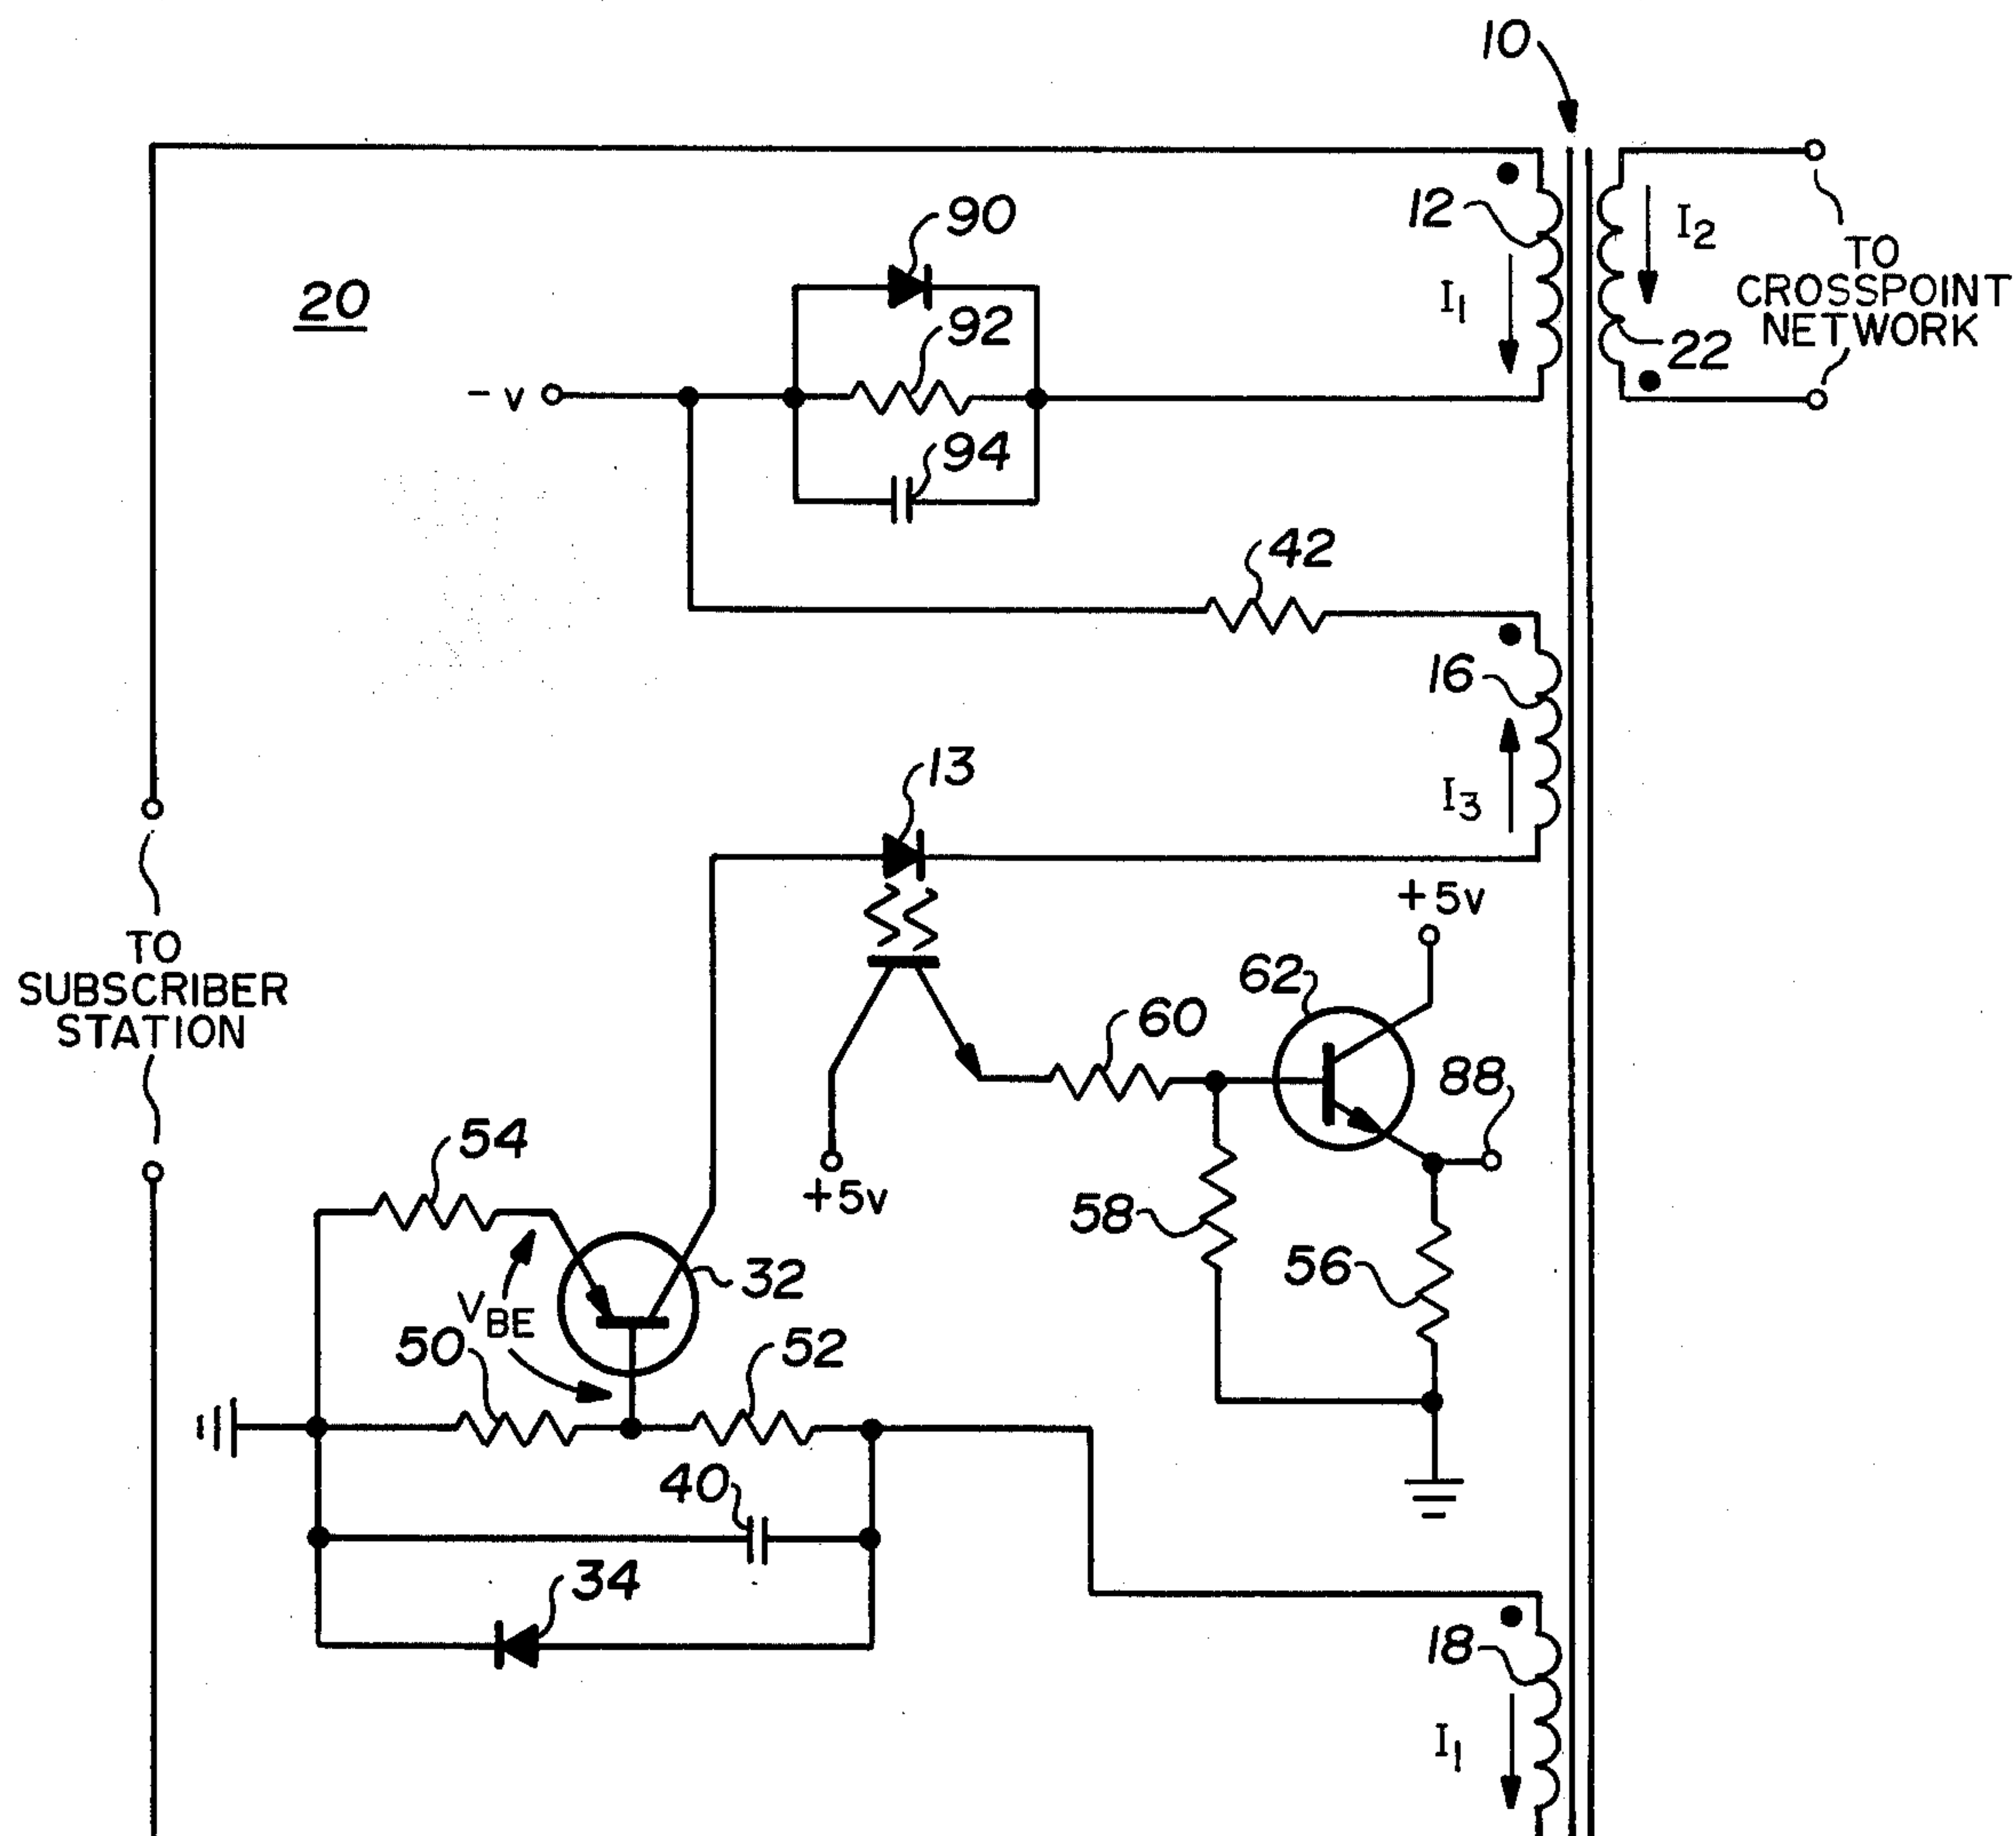 10
12
I1
I2
22
TO
CROSSPOINT
NETWORK
20
90
92
- v
94
42
16
I3
13
+5v
TO
SUBSCRIBER
STATION
62
60
88
54
+5v
58
56
32
VBE
50
52
40
34
18
I1